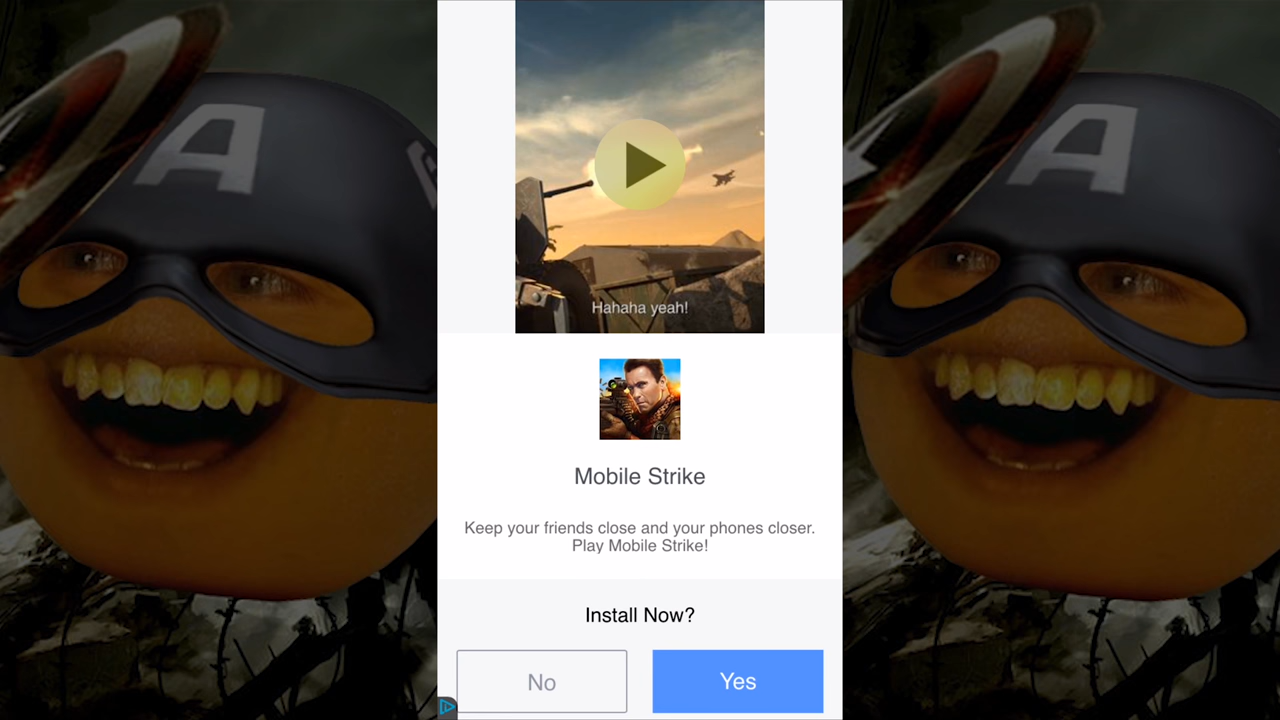 A
A
Hahaha yeah!
Mobile Strike
Keep your friends close and your phones closer.
Play Mobile Strike!
Install Now?
No
Yes